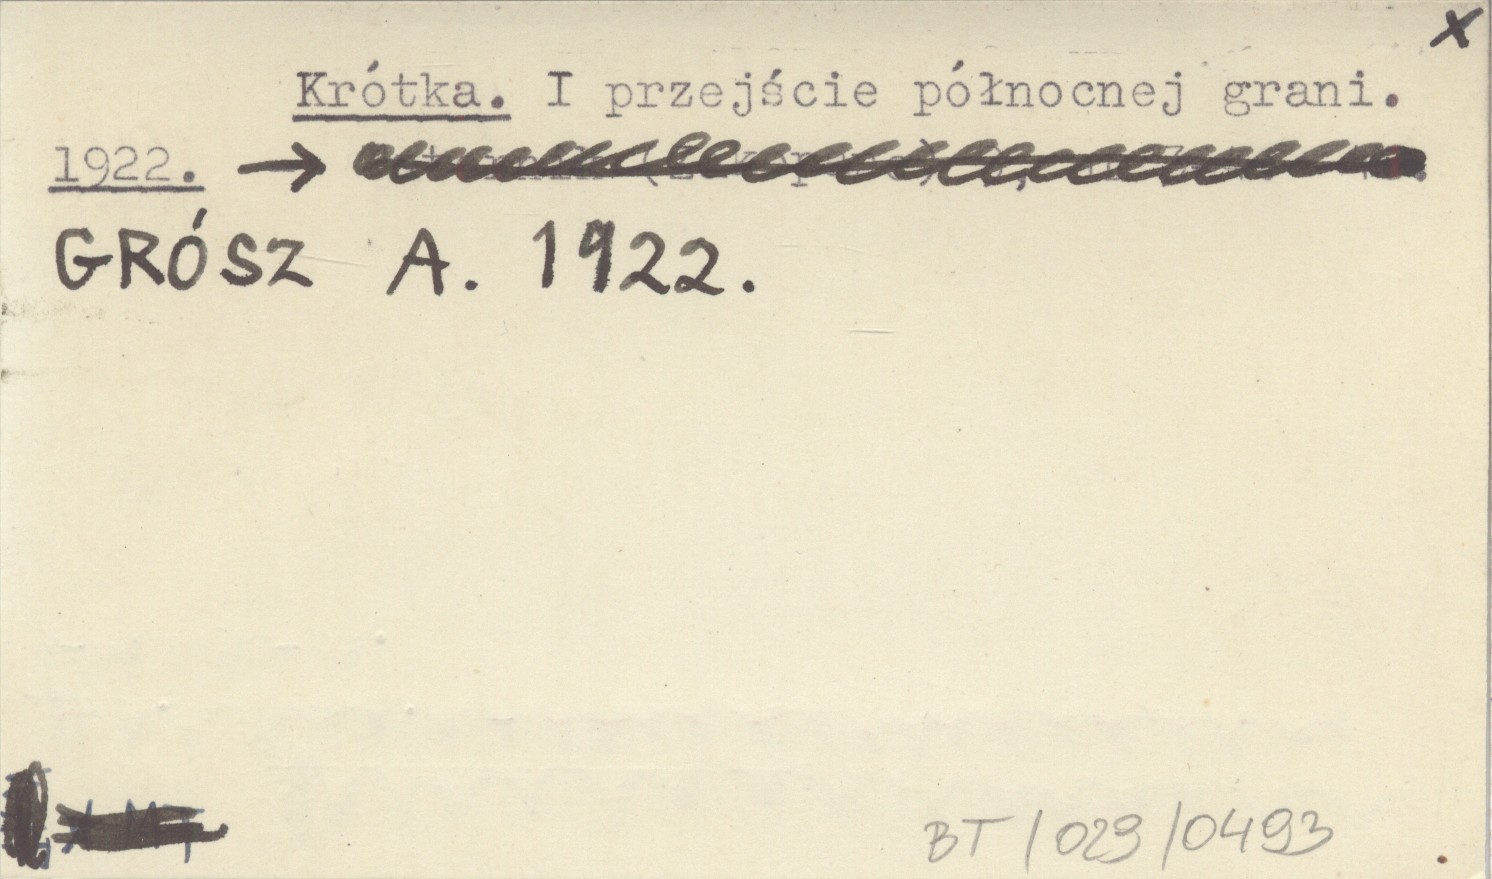 x
Krótka. I przejście północnej grani.
1922. →
GRÓSZ A. 1922.
BT/029/0493